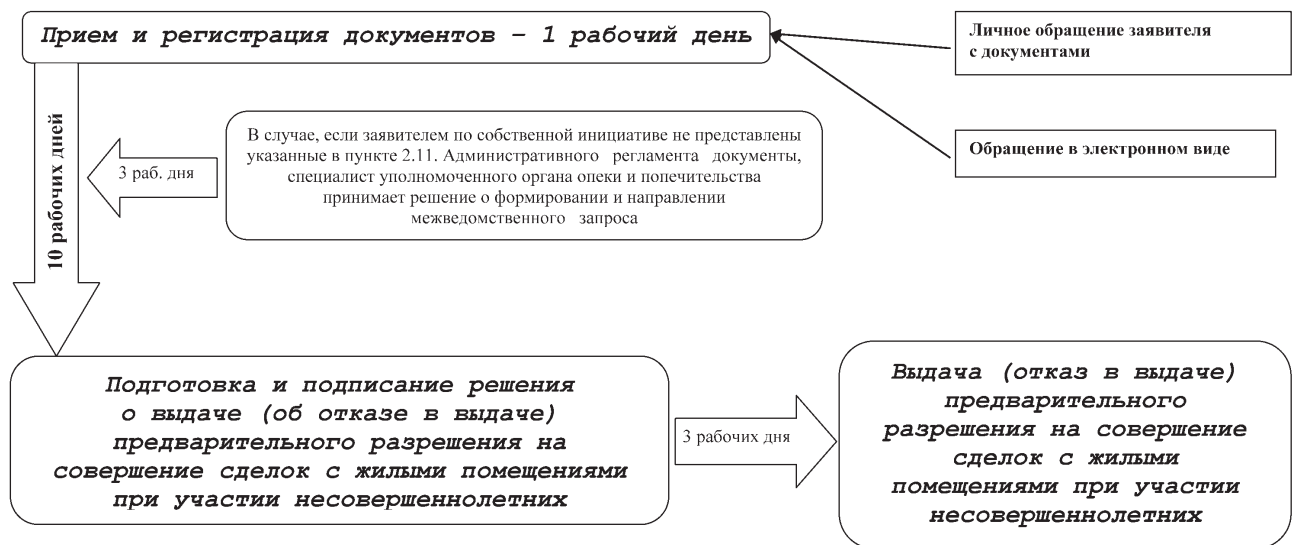 Прием и регистрация документов – 1 рабочий день
Личное обращение заявителя
с документами
Обращение в электронном виде
10 рабочих дней
3 раб. дня
В случае, если заявителем по собственной инициативе не представлены
указанные в пункте 2.11. Административного регламента документы,
специалист уполномоченного органа опеки и попечительства
принимает решение о формировании и направлении
межведомственного запроса
Подготовка и подписание решения
о выдаче (об отказе в выдаче)
предварительного разрешения на
совершение сделок с жилыми помещениями
при участии несовершеннолетних
3 рабочих дня
Выдача (отказ в выдаче)
предварительного
разрешения на совершение
сделок с жилыми
помещениями при участии
несовершеннолетних